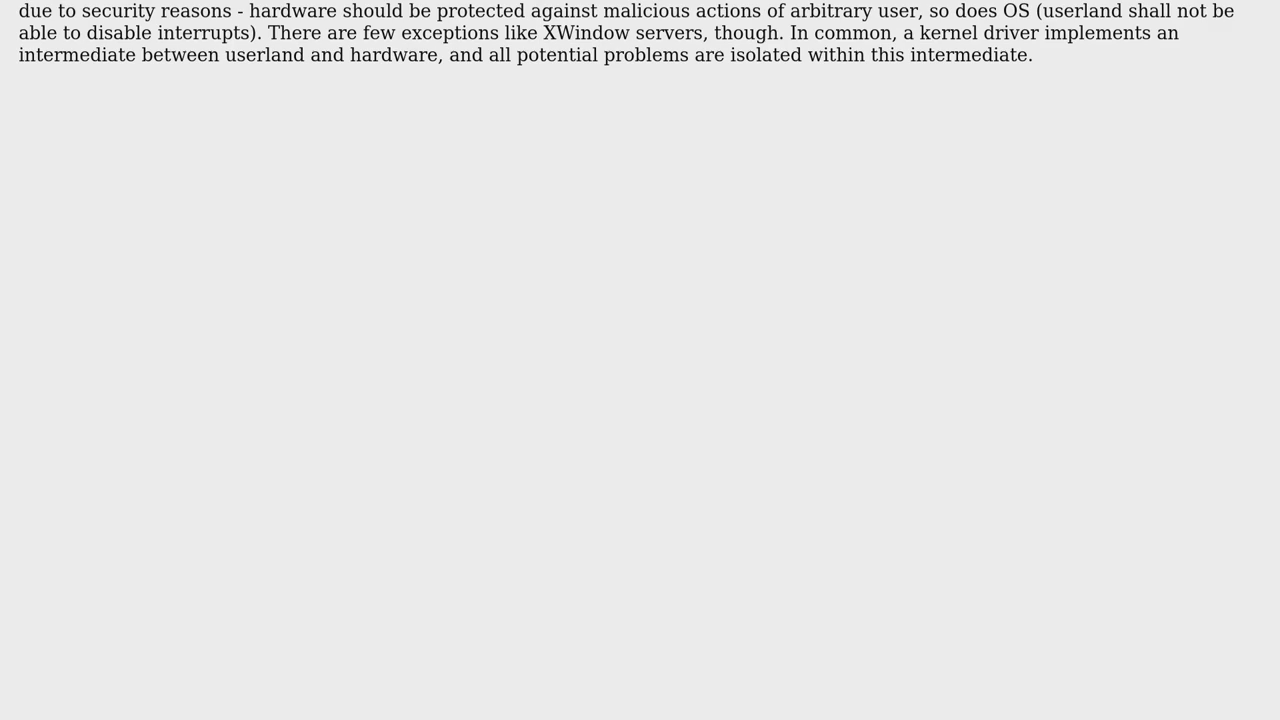 due to security reasons - hardware should be protected against malicious actions of arbitrary user, so does OS (userland shall not be
able to disable interrupts). There are few exceptions like XWindow servers, though. In common, a kernel driver implements an
intermediate between userland and hardware, and all potential problems are isolated within this intermediate.